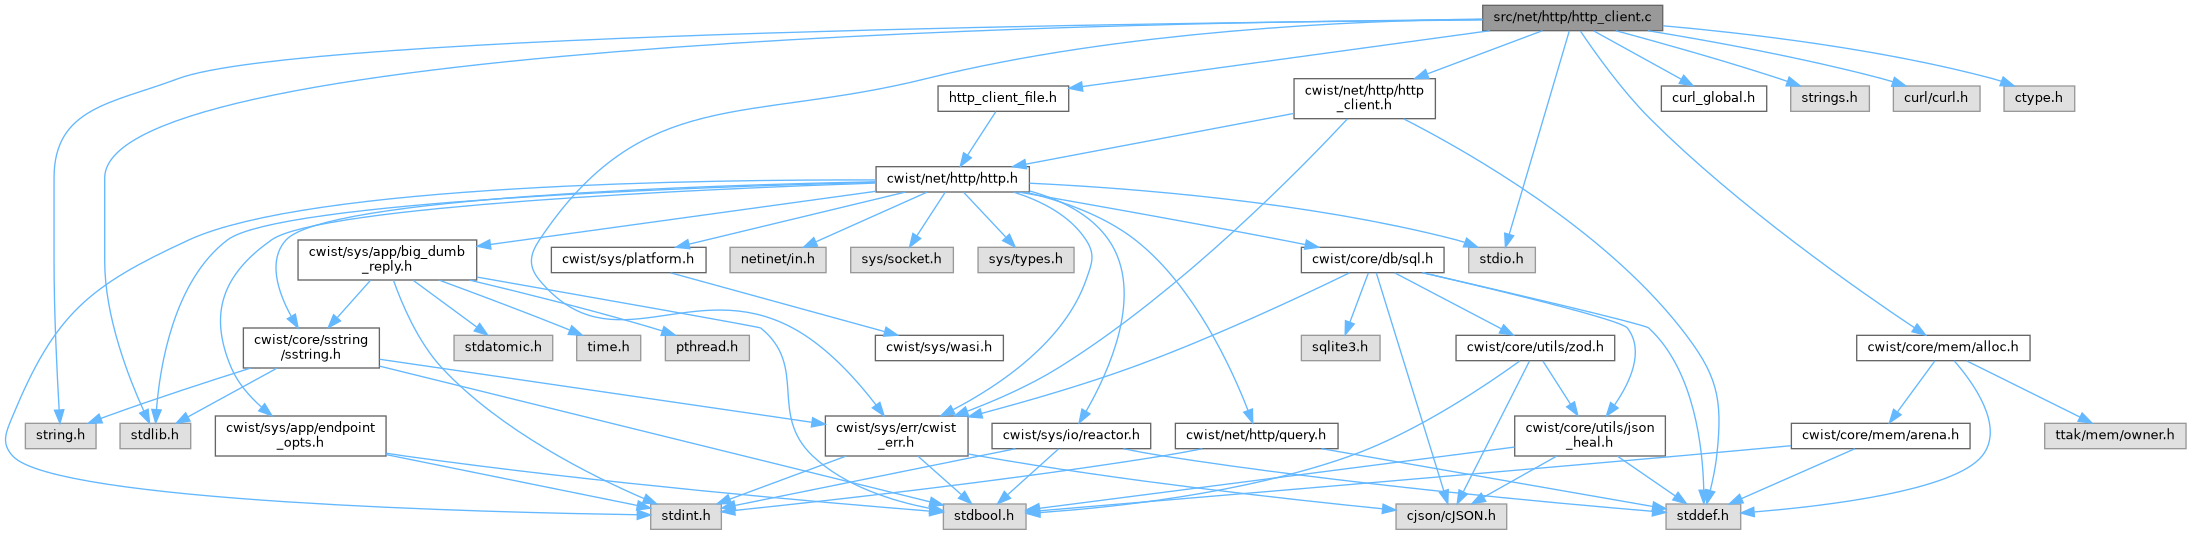 src/net/http/http_client.c
http_client_file.h
cwist/net/http/http
_client.h
curl_global.h
strings.h
curl/curl.h
ctype.h
cwist/net/http/http.h
cwist/sys/app/big_dumb
_reply.h
cwist/sys/platform.h
netinet/in.h
sys/socket.h
sys/types.h
cwist/core/db/sql.h
stdio.h
cwist/core/sstring
/sstring.h
stdatomic.h
time.h
pthread.h
cwist/sys/wasi.h
sqlite3.h
cwist/core/utils/zod.h
cwist/core/mem/alloc.h
string.h
stdlib.h
cwist/sys/app/endpoint
_opts.h
cwist/sys/err/cwist
_err.h
cwist/sys/io/reactor.h
cwist/net/http/query.h
cwist/core/utils/json
_heal.h
cwist/core/mem/arena.h
ttak/mem/owner.h
stdint.h
stdbool.h
cjson/cJSON.h
stddef.h